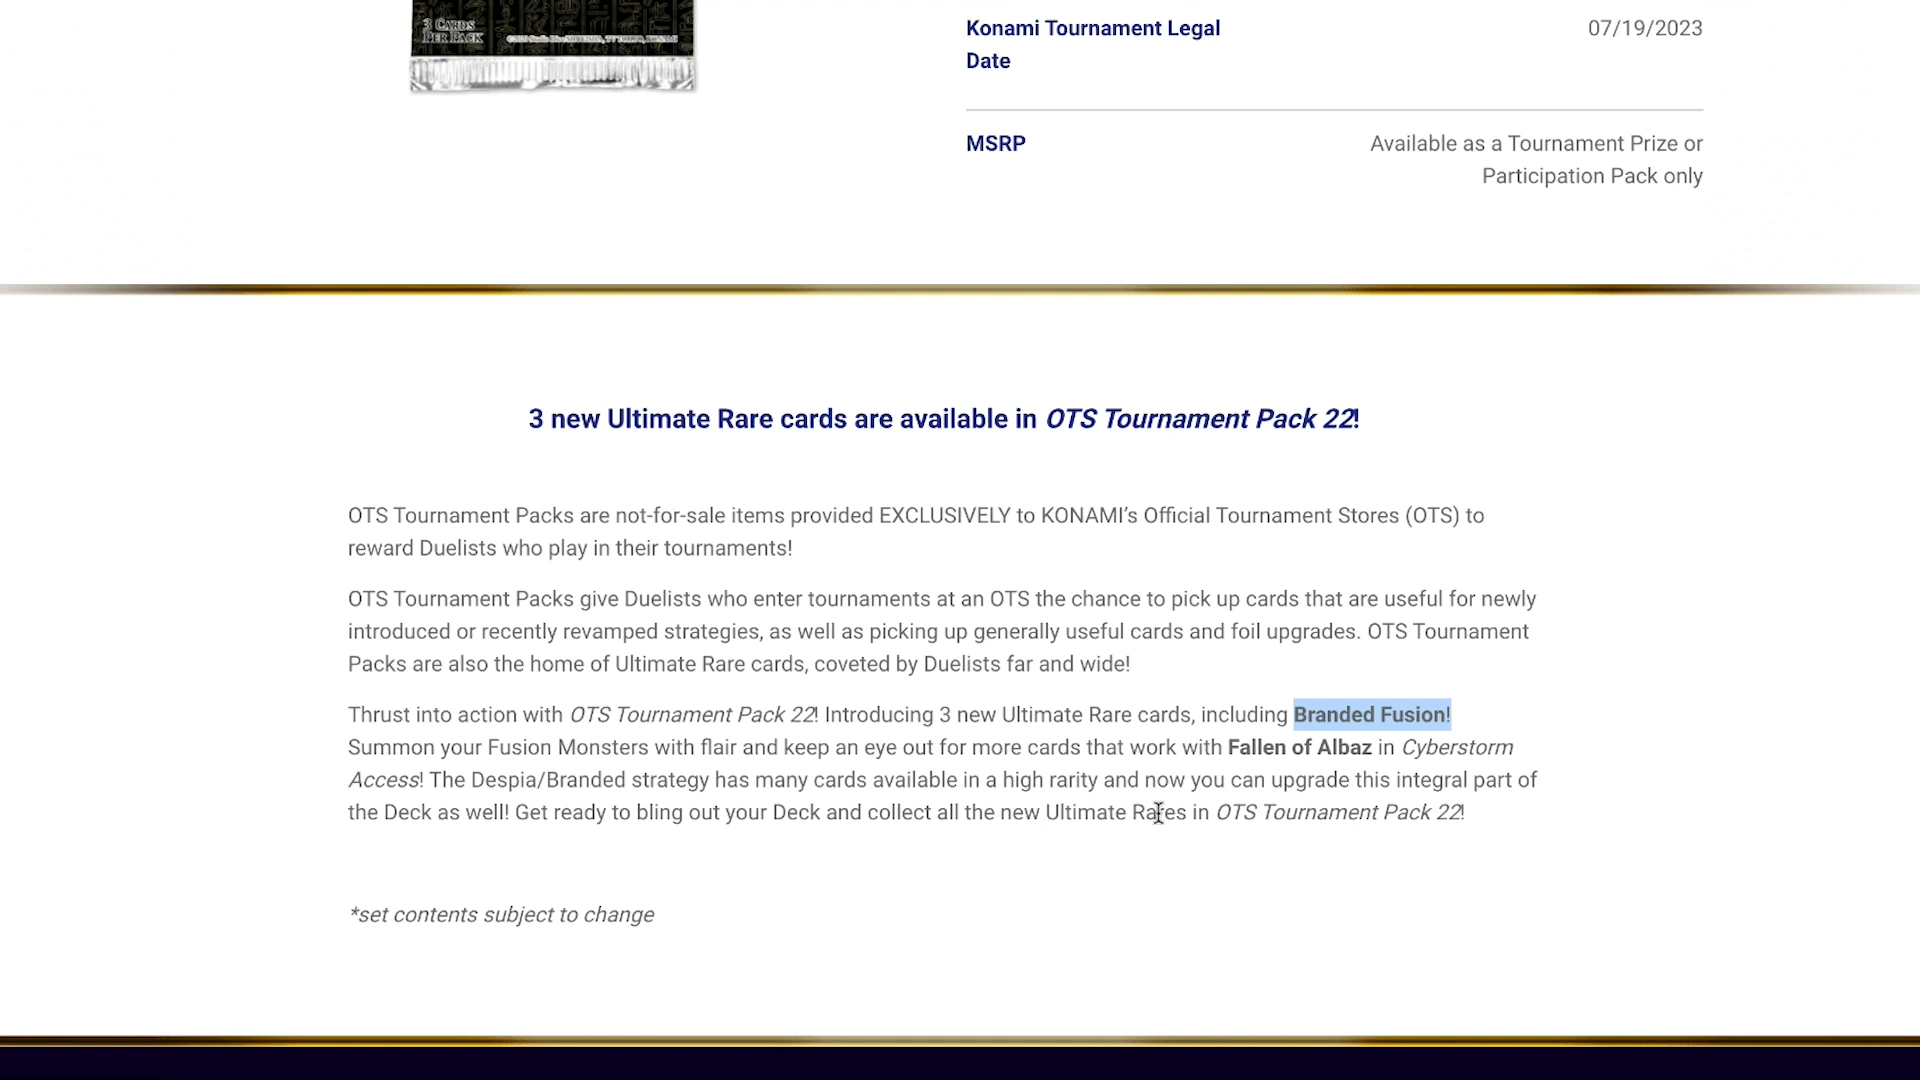 3 CARDS
PER PACK
Konami Tournament Legal
Date
07/19/2023
MSRP
Available as a Tournament Prize or
Participation Pack only
3 new Ultimate Rare cards are available in OTS Tournament Pack 22!
OTS Tournament Packs are not-for-sale items provided EXCLUSIVELY to KONAMI’s Official Tournament Stores (OTS) to
reward Duelists who play in their tournaments!
OTS Tournament Packs give Duelists who enter tournaments at an OTS the chance to pick up cards that are useful for newly
introduced or recently revamped strategies, as well as picking up generally useful cards and foil upgrades. OTS Tournament
Packs are also the home of Ultimate Rare cards, coveted by Duelists far and wide!
Thrust into action with OTS Tournament Pack 22! Introducing 3 new Ultimate Rare cards, including Branded Fusion!
Summon your Fusion Monsters with flair and keep an eye out for more cards that work with Fallen of Albaz in Cyberstorm
Access! The Despia/Branded strategy has many cards available in a high rarity and now you can upgrade this integral part of
the Deck as well! Get ready to bling out your Deck and collect all the new Ultimate Rares in OTS Tournament Pack 22!
*set contents subject to change